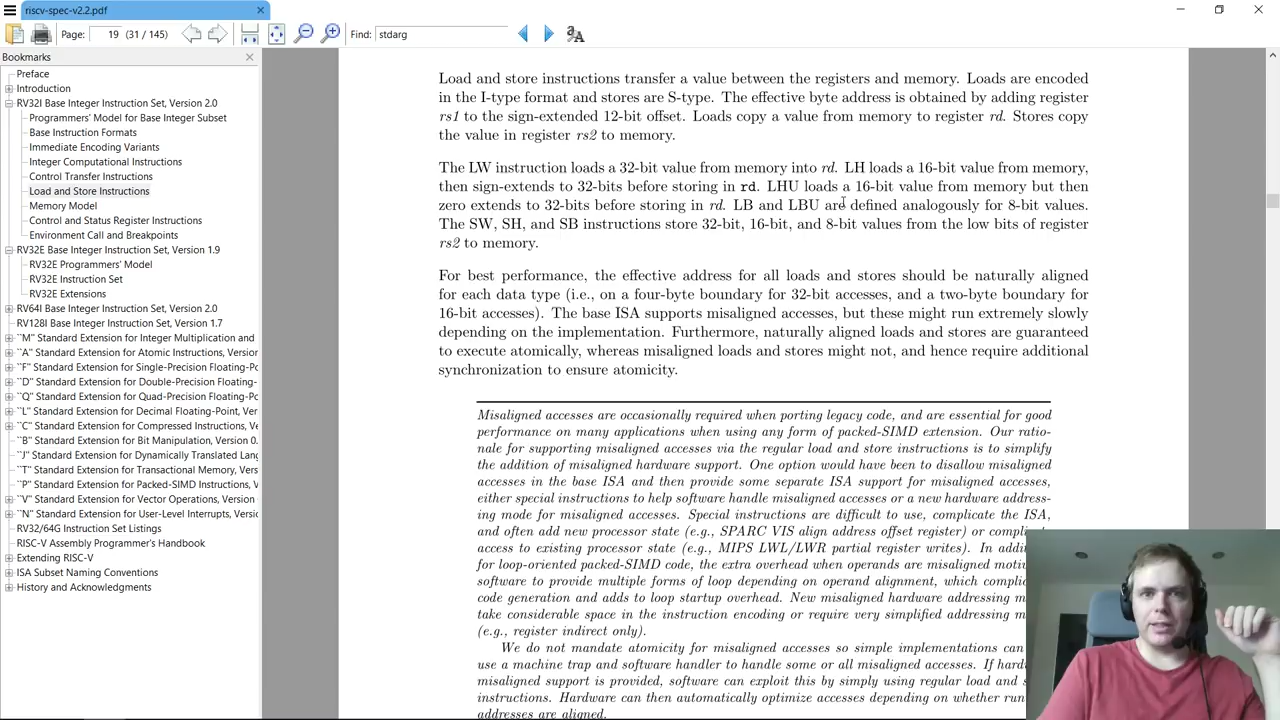 riscv-spec-v2.2.pdf
Page: 19 (31 / 145) Find: stdarg
Bookmarks
Preface
Introduction
RV32I Base Integer Instruction Set, Version 2.0
Programmers' Model for Base Integer Subset
Base Instruction Formats
Immediate Encoding Variants
Integer Computational Instructions
Control Transfer Instructions
Load and Store Instructions
Memory Model
Control and Status Register Instructions
Environment Call and Breakpoints
RV32E Base Integer Instruction Set, Version 1.9
RV32E Programmers' Model
RV32E Instruction Set
RV32E Extensions
RV64I Base Integer Instruction Set, Version 2.0
RV128I Base Integer Instruction Set, Version 1.7
``M'' Standard Extension for Integer Multiplication and
``A'' Standard Extension for Atomic Instructions, Version
``F'' Standard Extension for Single-Precision Floating-Po
``D'' Standard Extension for Double-Precision Floating-
``Q'' Standard Extension for Quad-Precision Floating-Po
``L'' Standard Extension for Decimal Floating-Point, Ver
``C'' Standard Extension for Compressed Instructions, Ve
``B'' Standard Extension for Bit Manipulation, Version 0.
``J'' Standard Extension for Dynamically Translated Lang
``T'' Standard Extension for Transactional Memory, Vers
``P'' Standard Extension for Packed-SIMD Instructions, V
``V'' Standard Extension for Vector Operations, Version
``N'' Standard Extension for User-Level Interrupts, Versio
RV32/64G Instruction Set Listings
RISC-V Assembly Programmer's Handbook
Extending RISC-V
ISA Subset Naming Conventions
History and Acknowledgments
Load and store instructions transfer a value between the registers and memory. Loads are encoded
in the I-type format and stores are S-type. The effective byte address is obtained by adding register
rs1 to the sign-extended 12-bit offset. Loads copy a value from memory to register rd. Stores copy
the value in register rs2 to memory.
The LW instruction loads a 32-bit value from memory into rd. LH loads a 16-bit value from memory,
then sign-extends to 32-bits before storing in rd. LHU loads a 16-bit value from memory but then
zero extends to 32-bits before storing in rd. LB and LBU are defined analogously for 8-bit values.
The SW, SH, and SB instructions store 32-bit, 16-bit, and 8-bit values from the low bits of register
rs2 to memory.
For best performance, the effective address for all loads and stores should be naturally aligned
for each data type (i.e., on a four-byte boundary for 32-bit accesses, and a two-byte boundary for
16-bit accesses). The base ISA supports misaligned accesses, but these might run extremely slowly
depending on the implementation. Furthermore, naturally aligned loads and stores are guaranteed
to execute atomically, whereas misaligned loads and stores might not, and hence require additional
synchronization to ensure atomicity.
Misaligned accesses are occasionally required when porting legacy code, and are essential for good
performance on many applications when using any form of packed-SIMD extension. Our ratio-
nale for supporting misaligned accesses via the regular load and store instructions is to simplify
the addition of misaligned hardware support. One option would have been to disallow misaligned
accesses in the base ISA and then provide some separate ISA support for misaligned accesses,
either special instructions to help software handle misaligned accesses or a new hardware address-
ing mode for misaligned accesses. Special instructions are difficult to use, complicate the ISA,
and often add new processor state (e.g., SPARC VIS align address offset register) or complicate
access to existing processor state (e.g., MIPS LWL/LWR partial register writes). In addi
for loop-oriented packed-SIMD code, the extra overhead when operands are misaligned motiv
software to provide multiple forms of loop depending on operand alignment, which complic
code generation and adds to loop startup overhead. New misaligned hardware addressing m
take considerable space in the instruction encoding or require very simplified addressing m
(e.g., register indirect only).
We do not mandate atomicity for misaligned accesses so simple implementations can
use a machine trap and software handler to handle some or all misaligned accesses. If hard
misaligned support is provided, software can exploit this by simply using regular load and s
instructions. Hardware can then automatically optimize accesses depending on whether run
addresses are aligned.